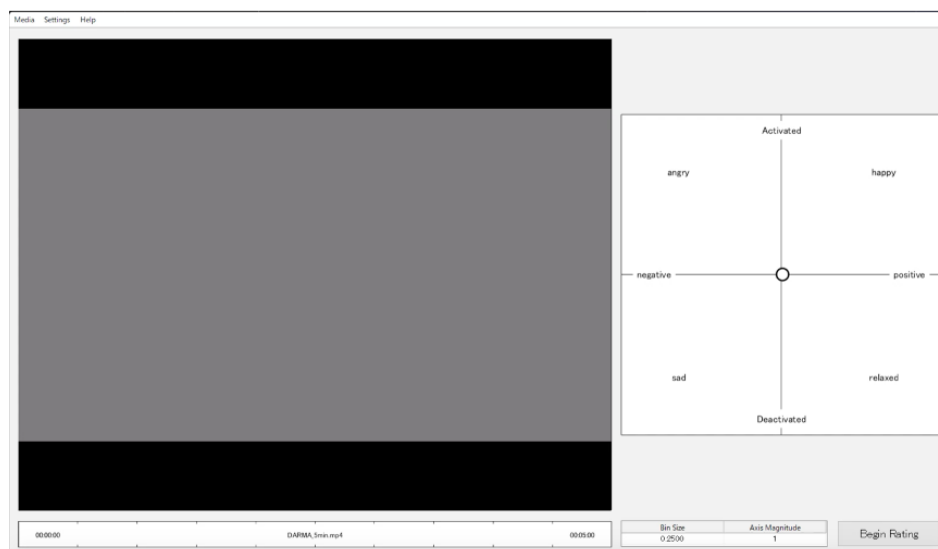 Media Settings Help
Activated
angry happy
negative positive
sad relaxed
Deactivated
00:00:00 DARMA_5min.mp4 00:05:00
Bin Size Axis Magnitude
0.2500 1
Begin Rating